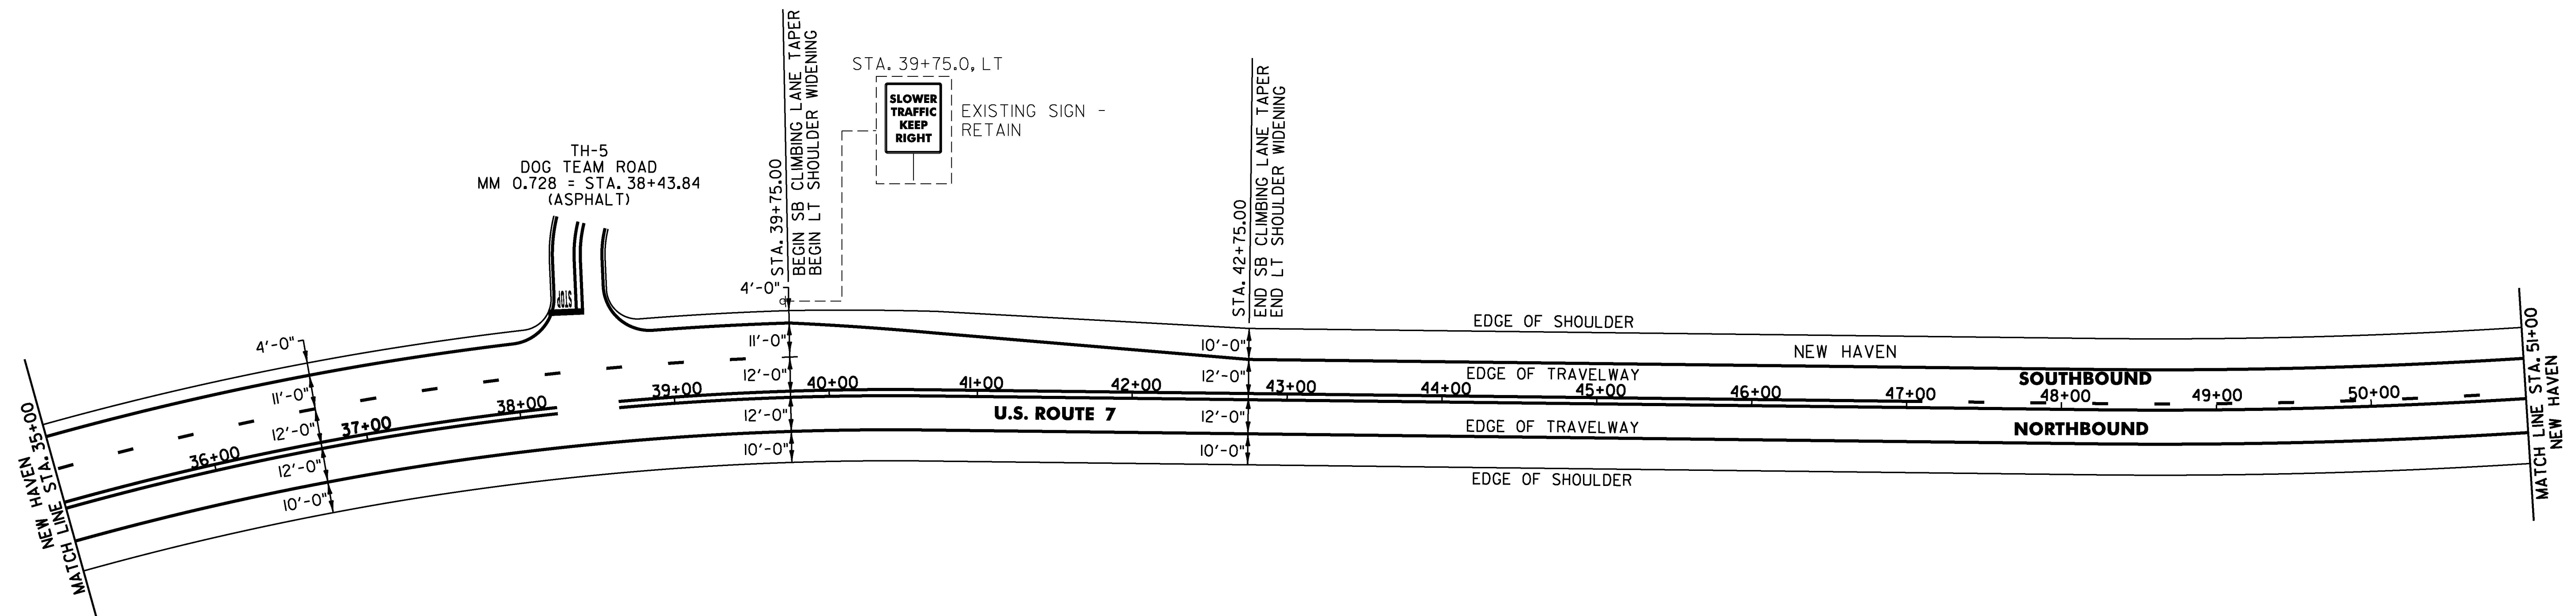 STA. 39+75.00
BEGIN SB CLIMBING LANE TAPER
BEGIN LT SHOULDER WIDENING
STA. 39+75.0, LT
SLOWER
TRAFFIC
KEEP
RIGHT
EXISTING SIGN -
RETAIN
STA. 42+75.00
END SB CLIMBING LANE TAPER
END LT SHOULDER WIDENING
TH-5
DOG TEAM ROAD
MM 0.728 = STA. 38+43.84
(ASPHALT)
STOP
4'-0"
11'-0"
12'-0"
12'-0"
10'-0"
4'-0"
11'-0"
12'-0"
12'-0"
10'-0"
10'-0"
12'-0"
12'-0"
10'-0"
EDGE OF SHOULDER
NEW HAVEN
EDGE OF TRAVELWAY
SOUTHBOUND
36+00
37+00
38+00
39+00
40+00
41+00
42+00
43+00
44+00
45+00
46+00
47+00
48+00
49+00
50+00
U.S. ROUTE 7
EDGE OF TRAVELWAY
NORTHBOUND
EDGE OF SHOULDER
NEW HAVEN
MATCH LINE STA. 35+00
MATCH LINE STA. 51+00
NEW HAVEN